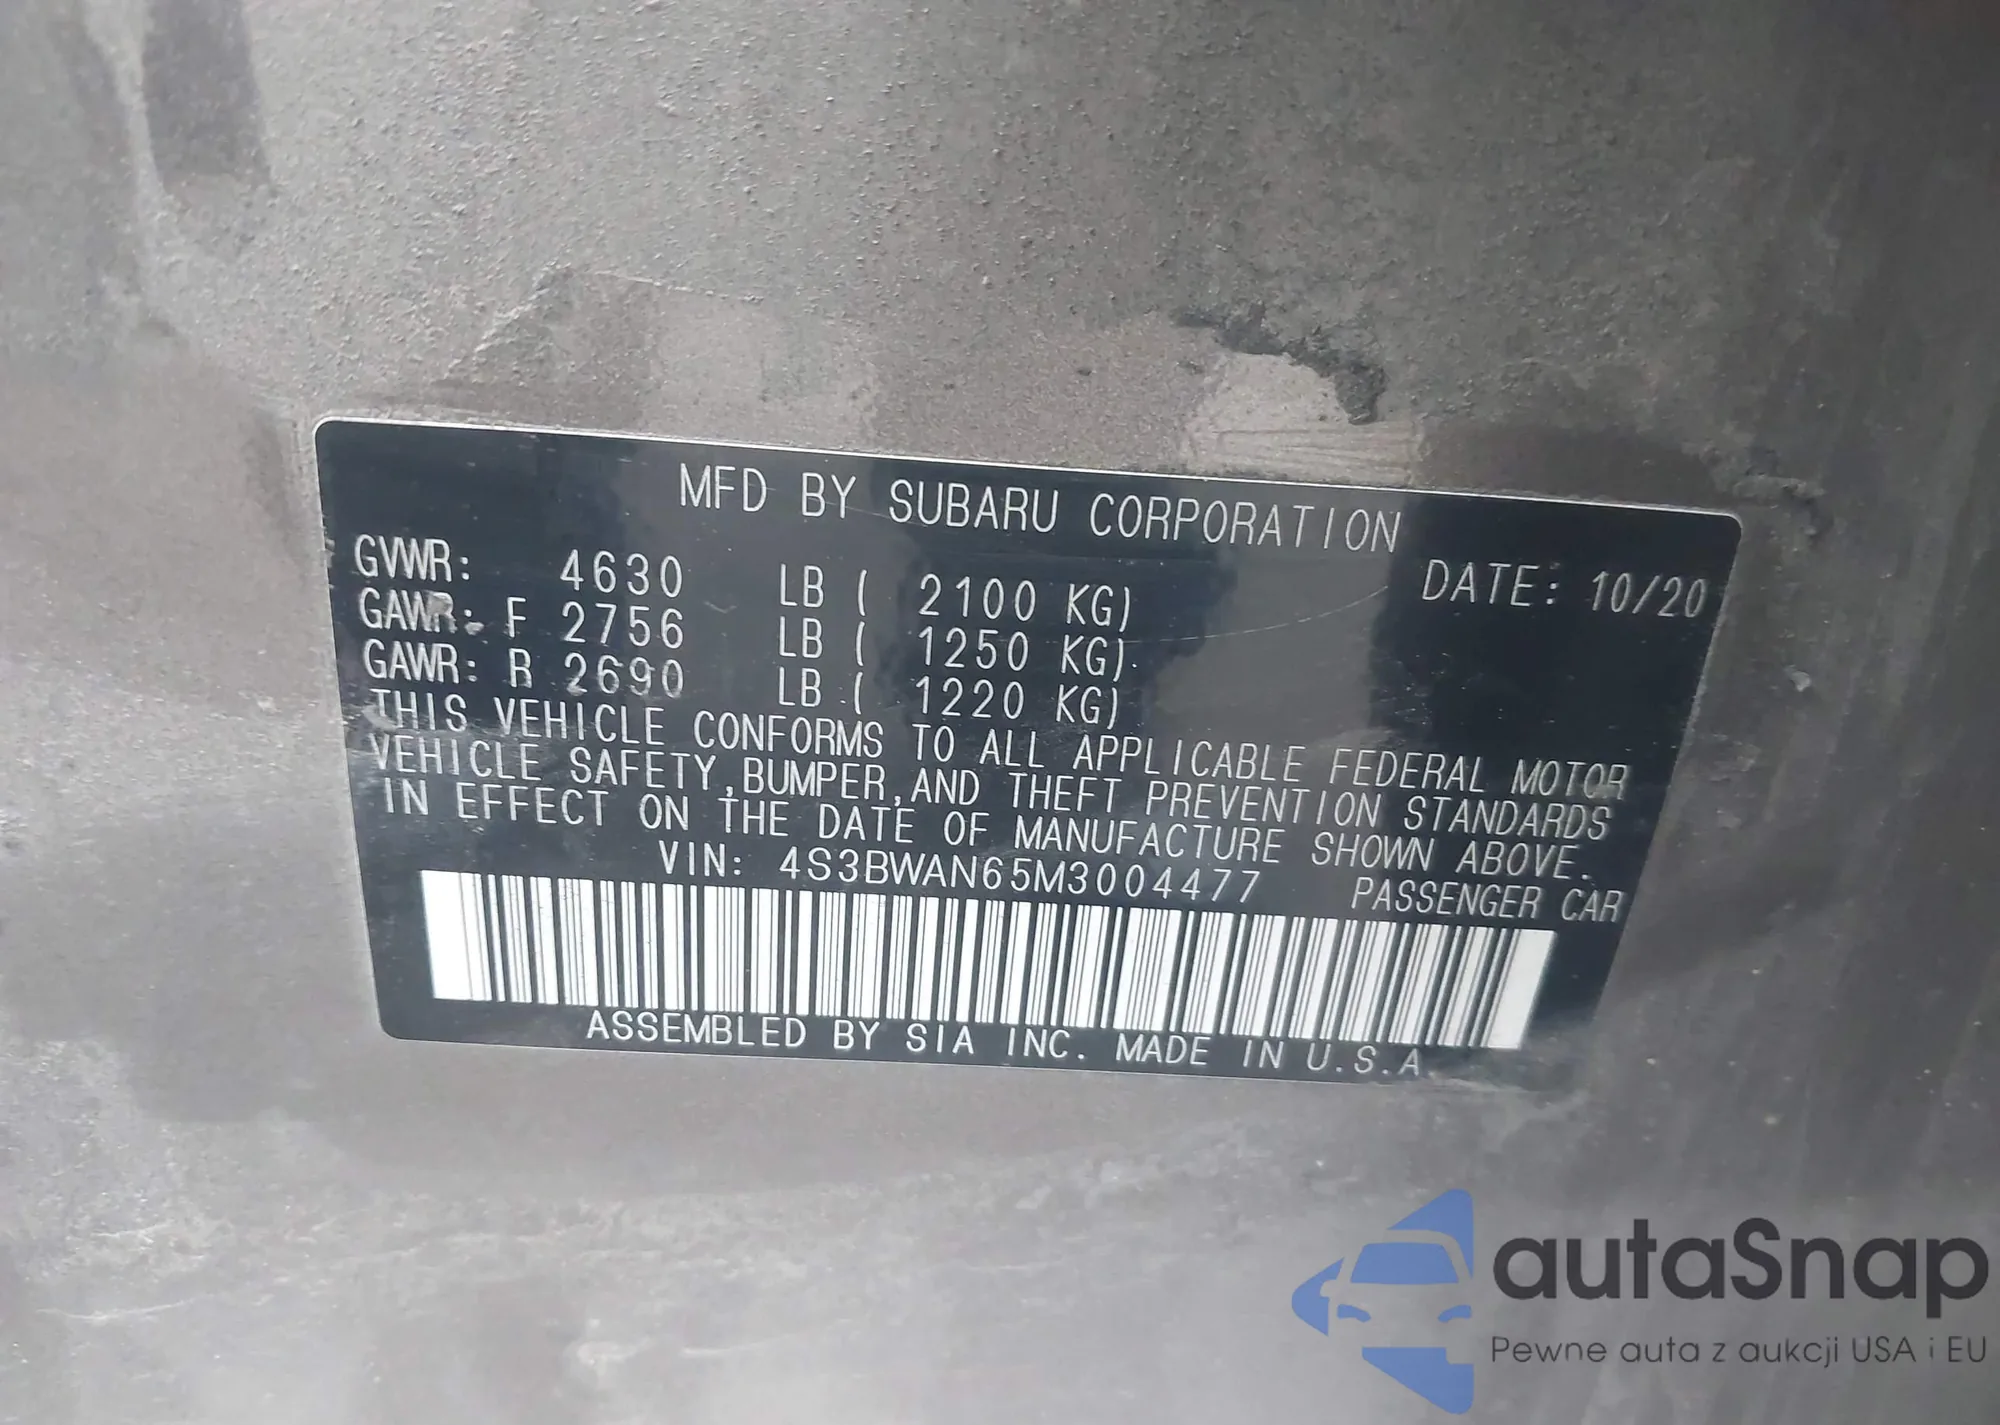 MFD BY SUBARU CORPORATION
GVWR: 4630 LB ( 2100 KG) DATE: 10/20
GAWR: F 2756 LB ( 1250 KG)
GAWR: R 2690 LB ( 1220 KG)
THIS VEHICLE CONFORMS TO ALL APPLICABLE FEDERAL MOTOR
VEHICLE SAFETY,BUMPER,AND THEFT PREVENTION STANDARDS
IN EFFECT ON THE DATE OF MANUFACTURE SHOWN ABOVE.
VIN: 4S3BWAN65M3004477 PASSENGER CAR
ASSEMBLED BY SIA INC. MADE IN U.S.A.
autaSnap
Pewne auta z aukcji USA i EU